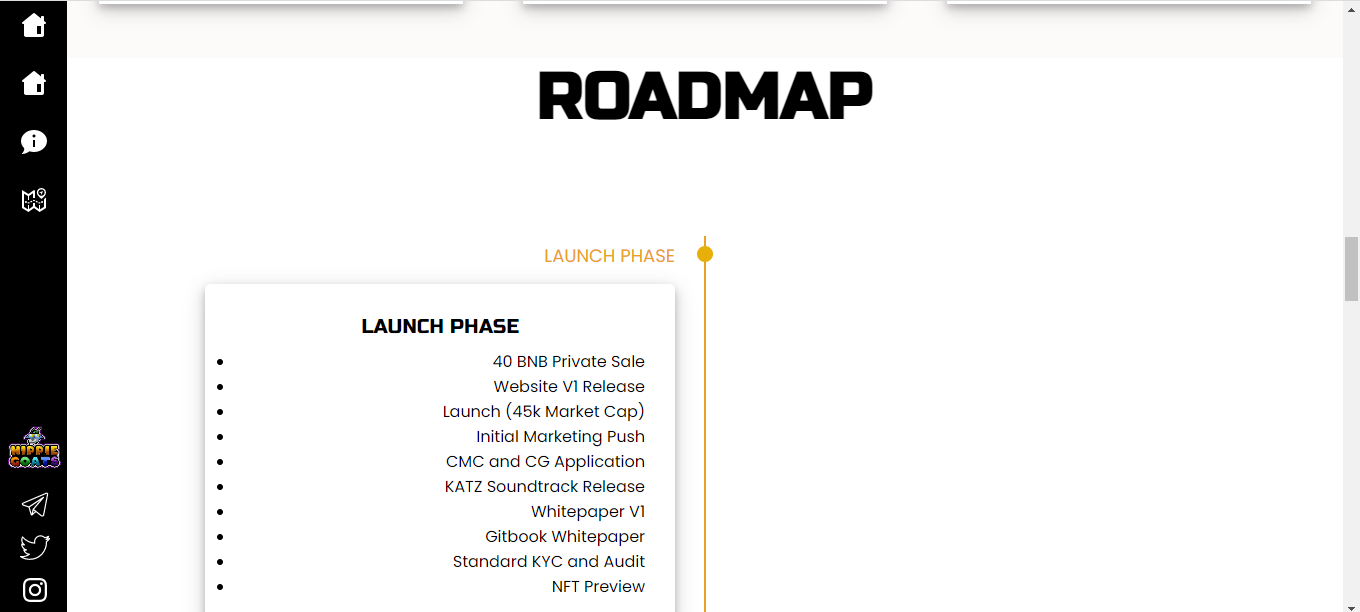 ROADMAP
LAUNCH PHASE
LAUNCH PHASE
40 BNB Private Sale
Website V1 Release
Launch (45k Market Cap)
Initial Marketing Push
CMC and CG Application
KATZ Soundtrack Release
Whitepaper V1
Gitbook Whitepaper
Standard KYC and Audit
NFT Preview
HIPPIE
GOATS